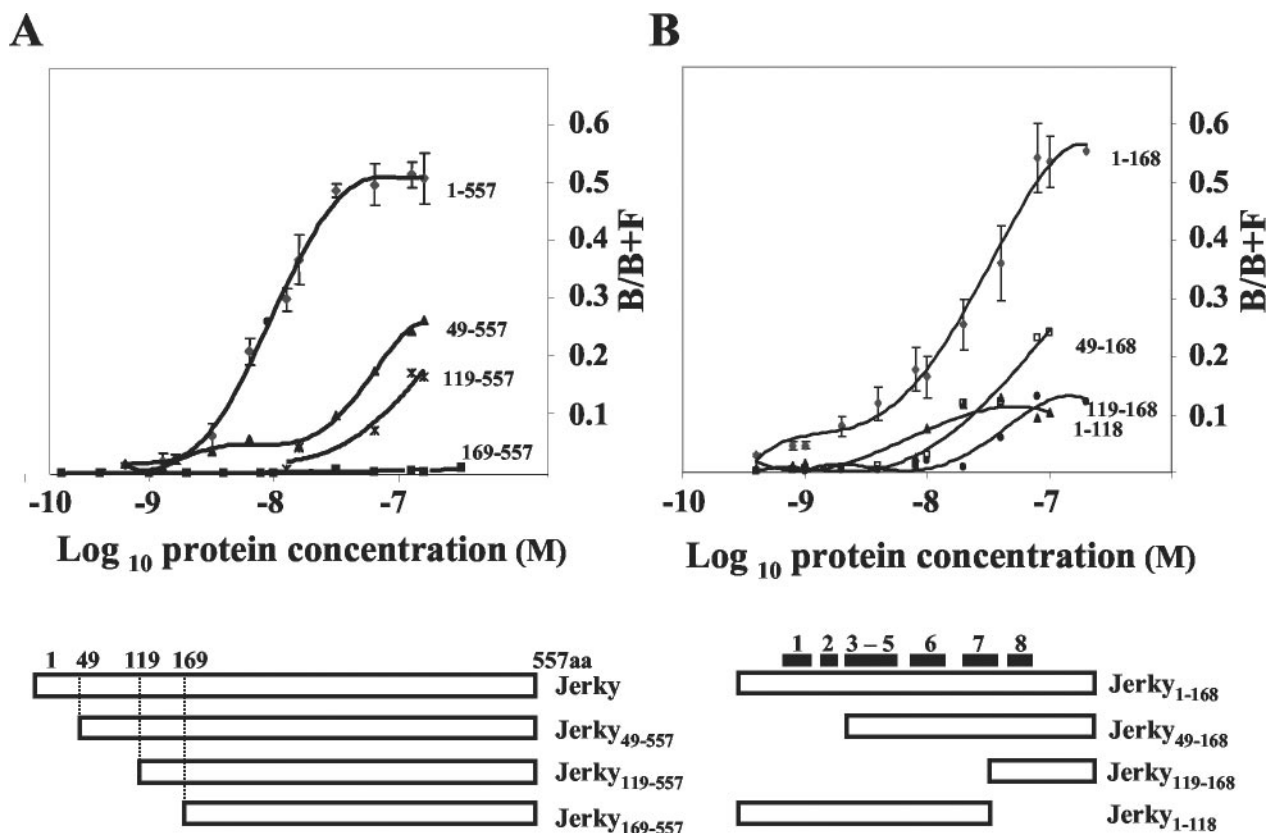 A
0.6
0.5
0.4
0.3
0.2
0.1
B/B+F
1-557
49-557
119-557
169-557
-10 -9 -8 -7
Log 10 protein concentration (M)
B
0.6
0.5
0.4
0.3
0.2
0.1
B/B+F
1-168
49-168
119-168
1-118
-10 -9 -8 -7
Log 10 protein concentration (M)
1 49 119 169 557aa
Jerky
Jerky49-557
Jerky119-557
Jerky169-557
1 2 3 – 5 6 7 8
Jerky1-168
Jerky49-168
Jerky119-168
Jerky1-118